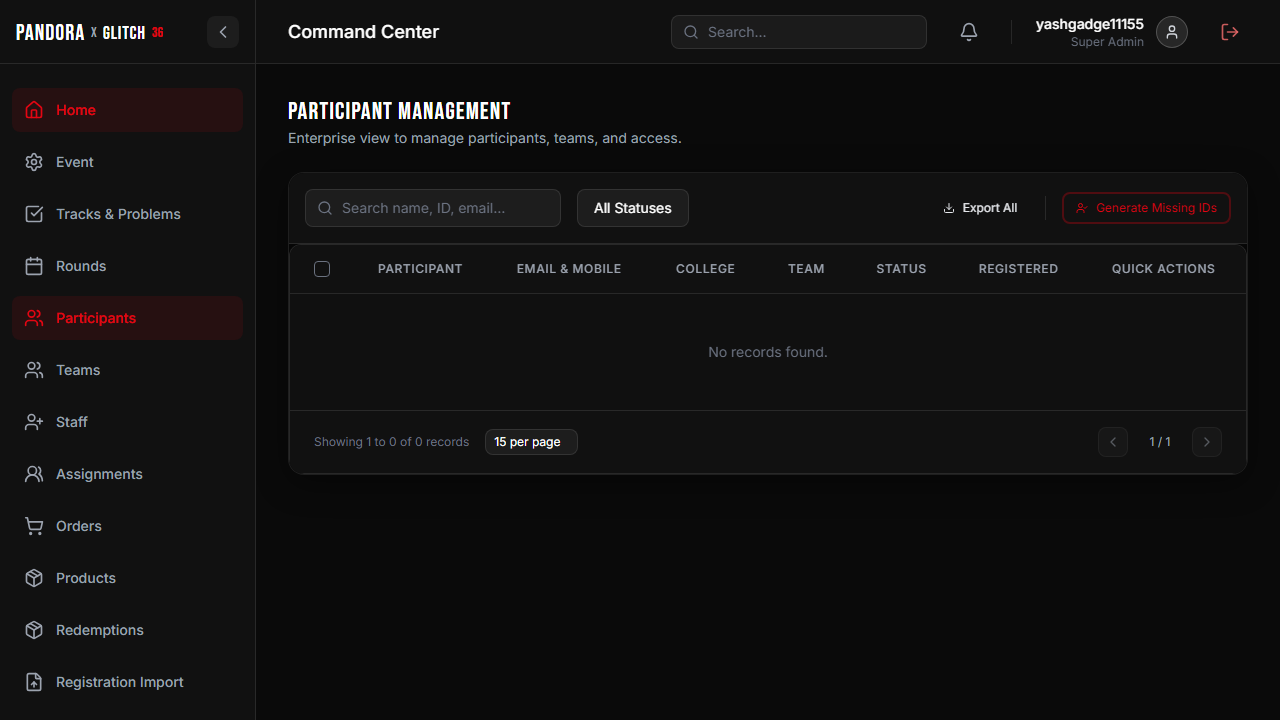 PANDORA X GLITCH 36
Command Center
Search...
yashgadge11155
Super Admin
Home
Event
Tracks & Problems
Rounds
Participants
Teams
Staff
Assignments
Orders
Products
Redemptions
Registration Import
PARTICIPANT MANAGEMENT
Enterprise view to manage participants, teams, and access.
Search name, ID, email...
All Statuses
Export All
Generate Missing IDs
PARTICIPANT EMAIL & MOBILE COLLEGE TEAM STATUS REGISTERED QUICK ACTIONS
No records found.
Showing 1 to 0 of 0 records
15 per page
1 / 1